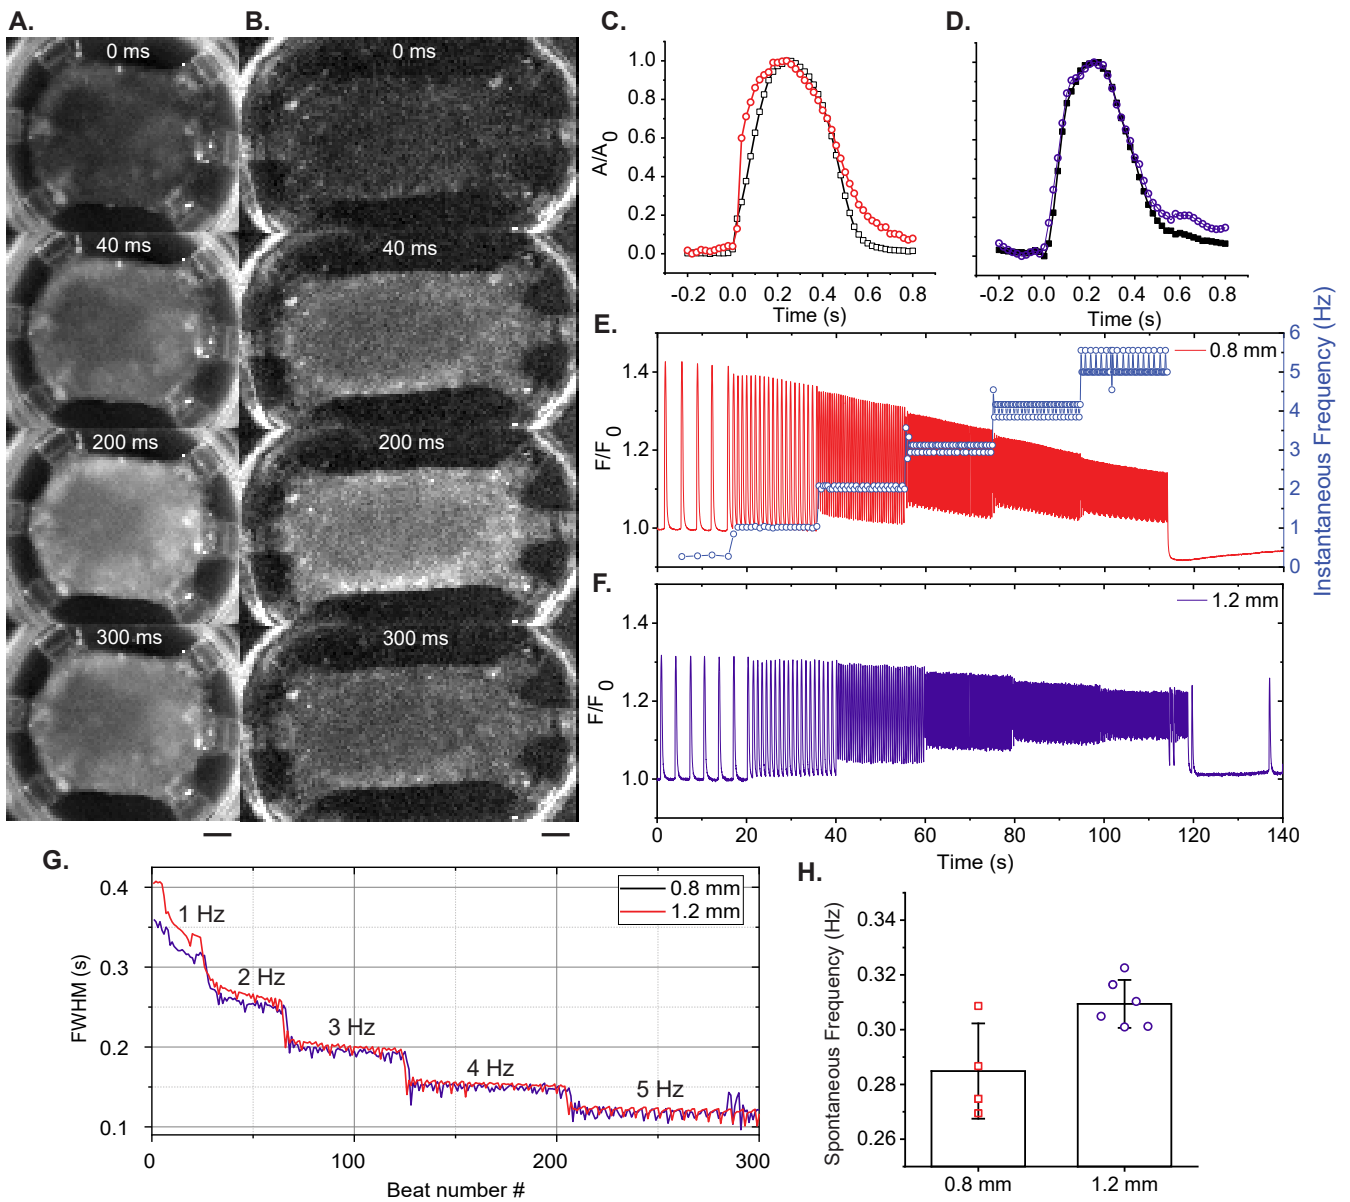 A.
B.
C.
D.
0 ms
0 ms
40 ms
40 ms
200 ms
200 ms
300 ms
300 ms
A/A0
1.0
0.8
0.6
0.4
0.2
0.0
-0.2 0.0 0.2 0.4 0.6 0.8
Time (s)
-0.2 0.0 0.2 0.4 0.6 0.8
Time (s)
E.
F/F0
1.4
1.2
1.0
0.8 mm
6
5
4
3
2
1
0
Instantaneous Frequency (Hz)
F.
F/F0
1.4
1.2
1.0
1.2 mm
0 20 40 60 80 100 120 140
Time (s)
G.
FWHM (s)
0.4
0.3
0.2
0.1
1 Hz
2 Hz
3 Hz
4 Hz
5 Hz
0.8 mm
1.2 mm
0 100 200 300
Beat number #
H.
Spontaneous Frequency (Hz)
0.34
0.32
0.30
0.28
0.26
0.8 mm 1.2 mm